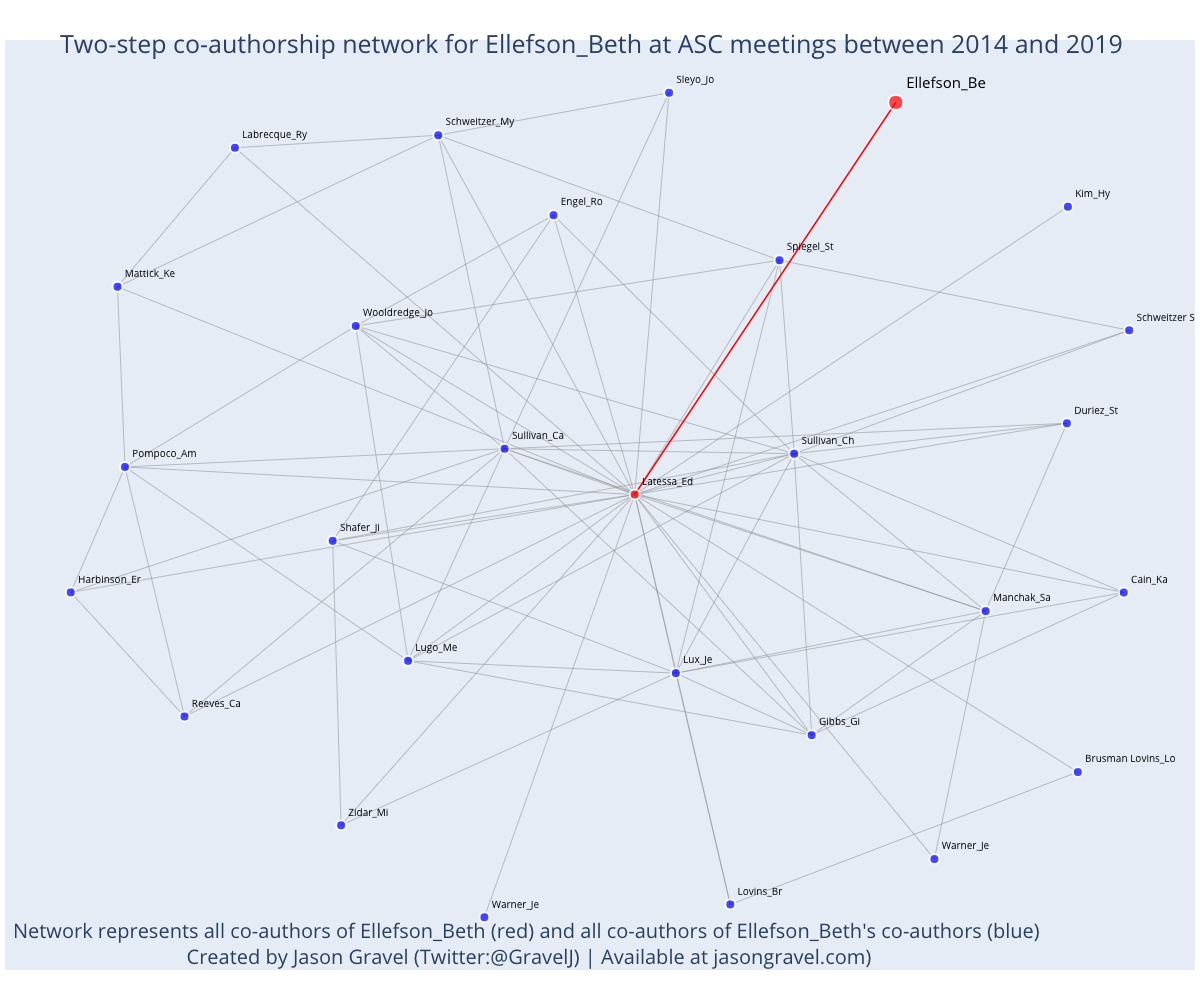 Two-step co-authorship network for Ellefson_Beth at ASC meetings between 2014 and 2019
Sleyo_Jo
Ellefson_Be
Schweitzer_My
Labrecque_Ry
Kim_Hy
Engel_Ro
Spiegel_St
Mattick_Ke
Wooldredge_Jo
Schweitzer S
Duriez_St
Sullivan_Ca
Sullivan_Ch
Pompoco_Am
Latessa_Ed
Shafer_Ji
Harbinson_Er
Cain_Ka
Manchak_Sa
Lugo_Me
Lux_Je
Reeves_Ca
Gibbs_Gi
Brusman Lovins_Lo
Zidar_Mi
Warner_Je
Lovins_Br
Warner_Je
Network represents all co-authors of Ellefson_Beth (red) and all co-authors of Ellefson_Beth's co-authors (blue)
Created by Jason Gravel (Twitter:@GravelJ) | Available at jasongravel.com)